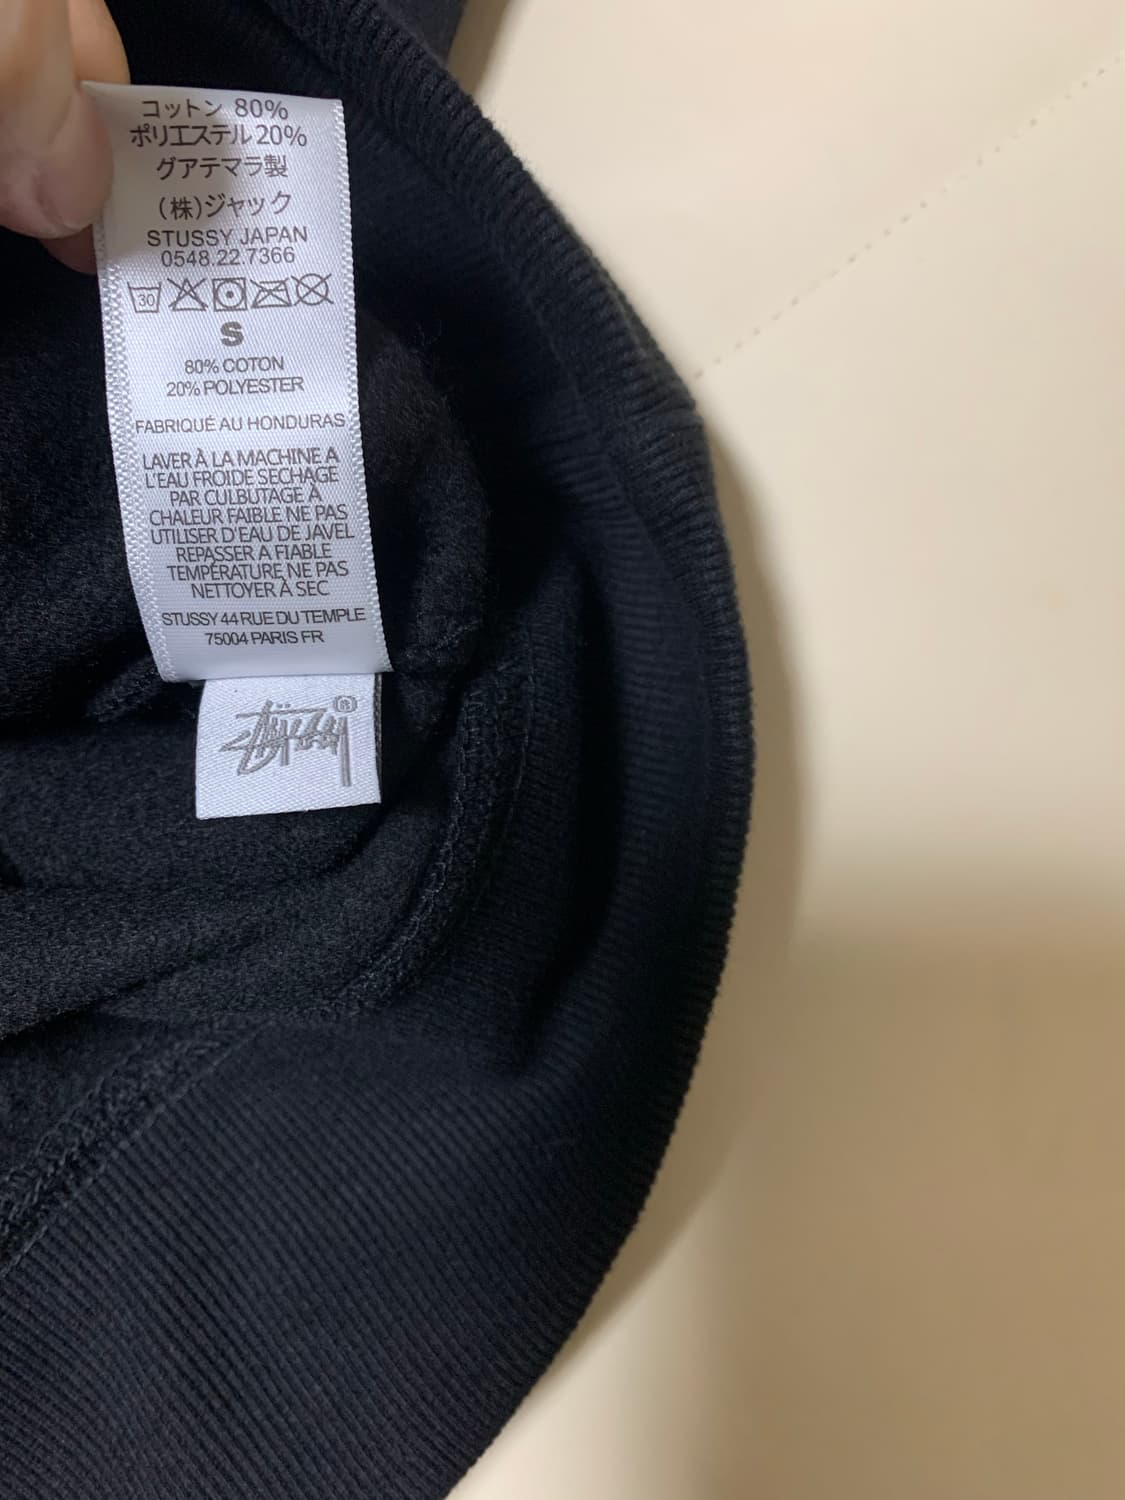 コットン 80%
ポリエステル 20%
グアテマラ製
(株)ジャック
STUSSY JAPAN
0548.22.7366
30
S
80% COTON
20% POLYESTER
FABRIQUÉ AU HONDURAS
LAVER À LA MACHINE A
L'EAU FROIDE SECHAGE
PAR CULBUTAGE À
CHALEUR FAIBLE NE PAS
UTILISER D'EAU DE JAVEL
REPASSER A FIABLE
TEMPÉRATURE NE PAS
NETTOYER À SEC
STUSSY 44 RUE DU TEMPLE
75004 PARIS FR
Stüssy ®